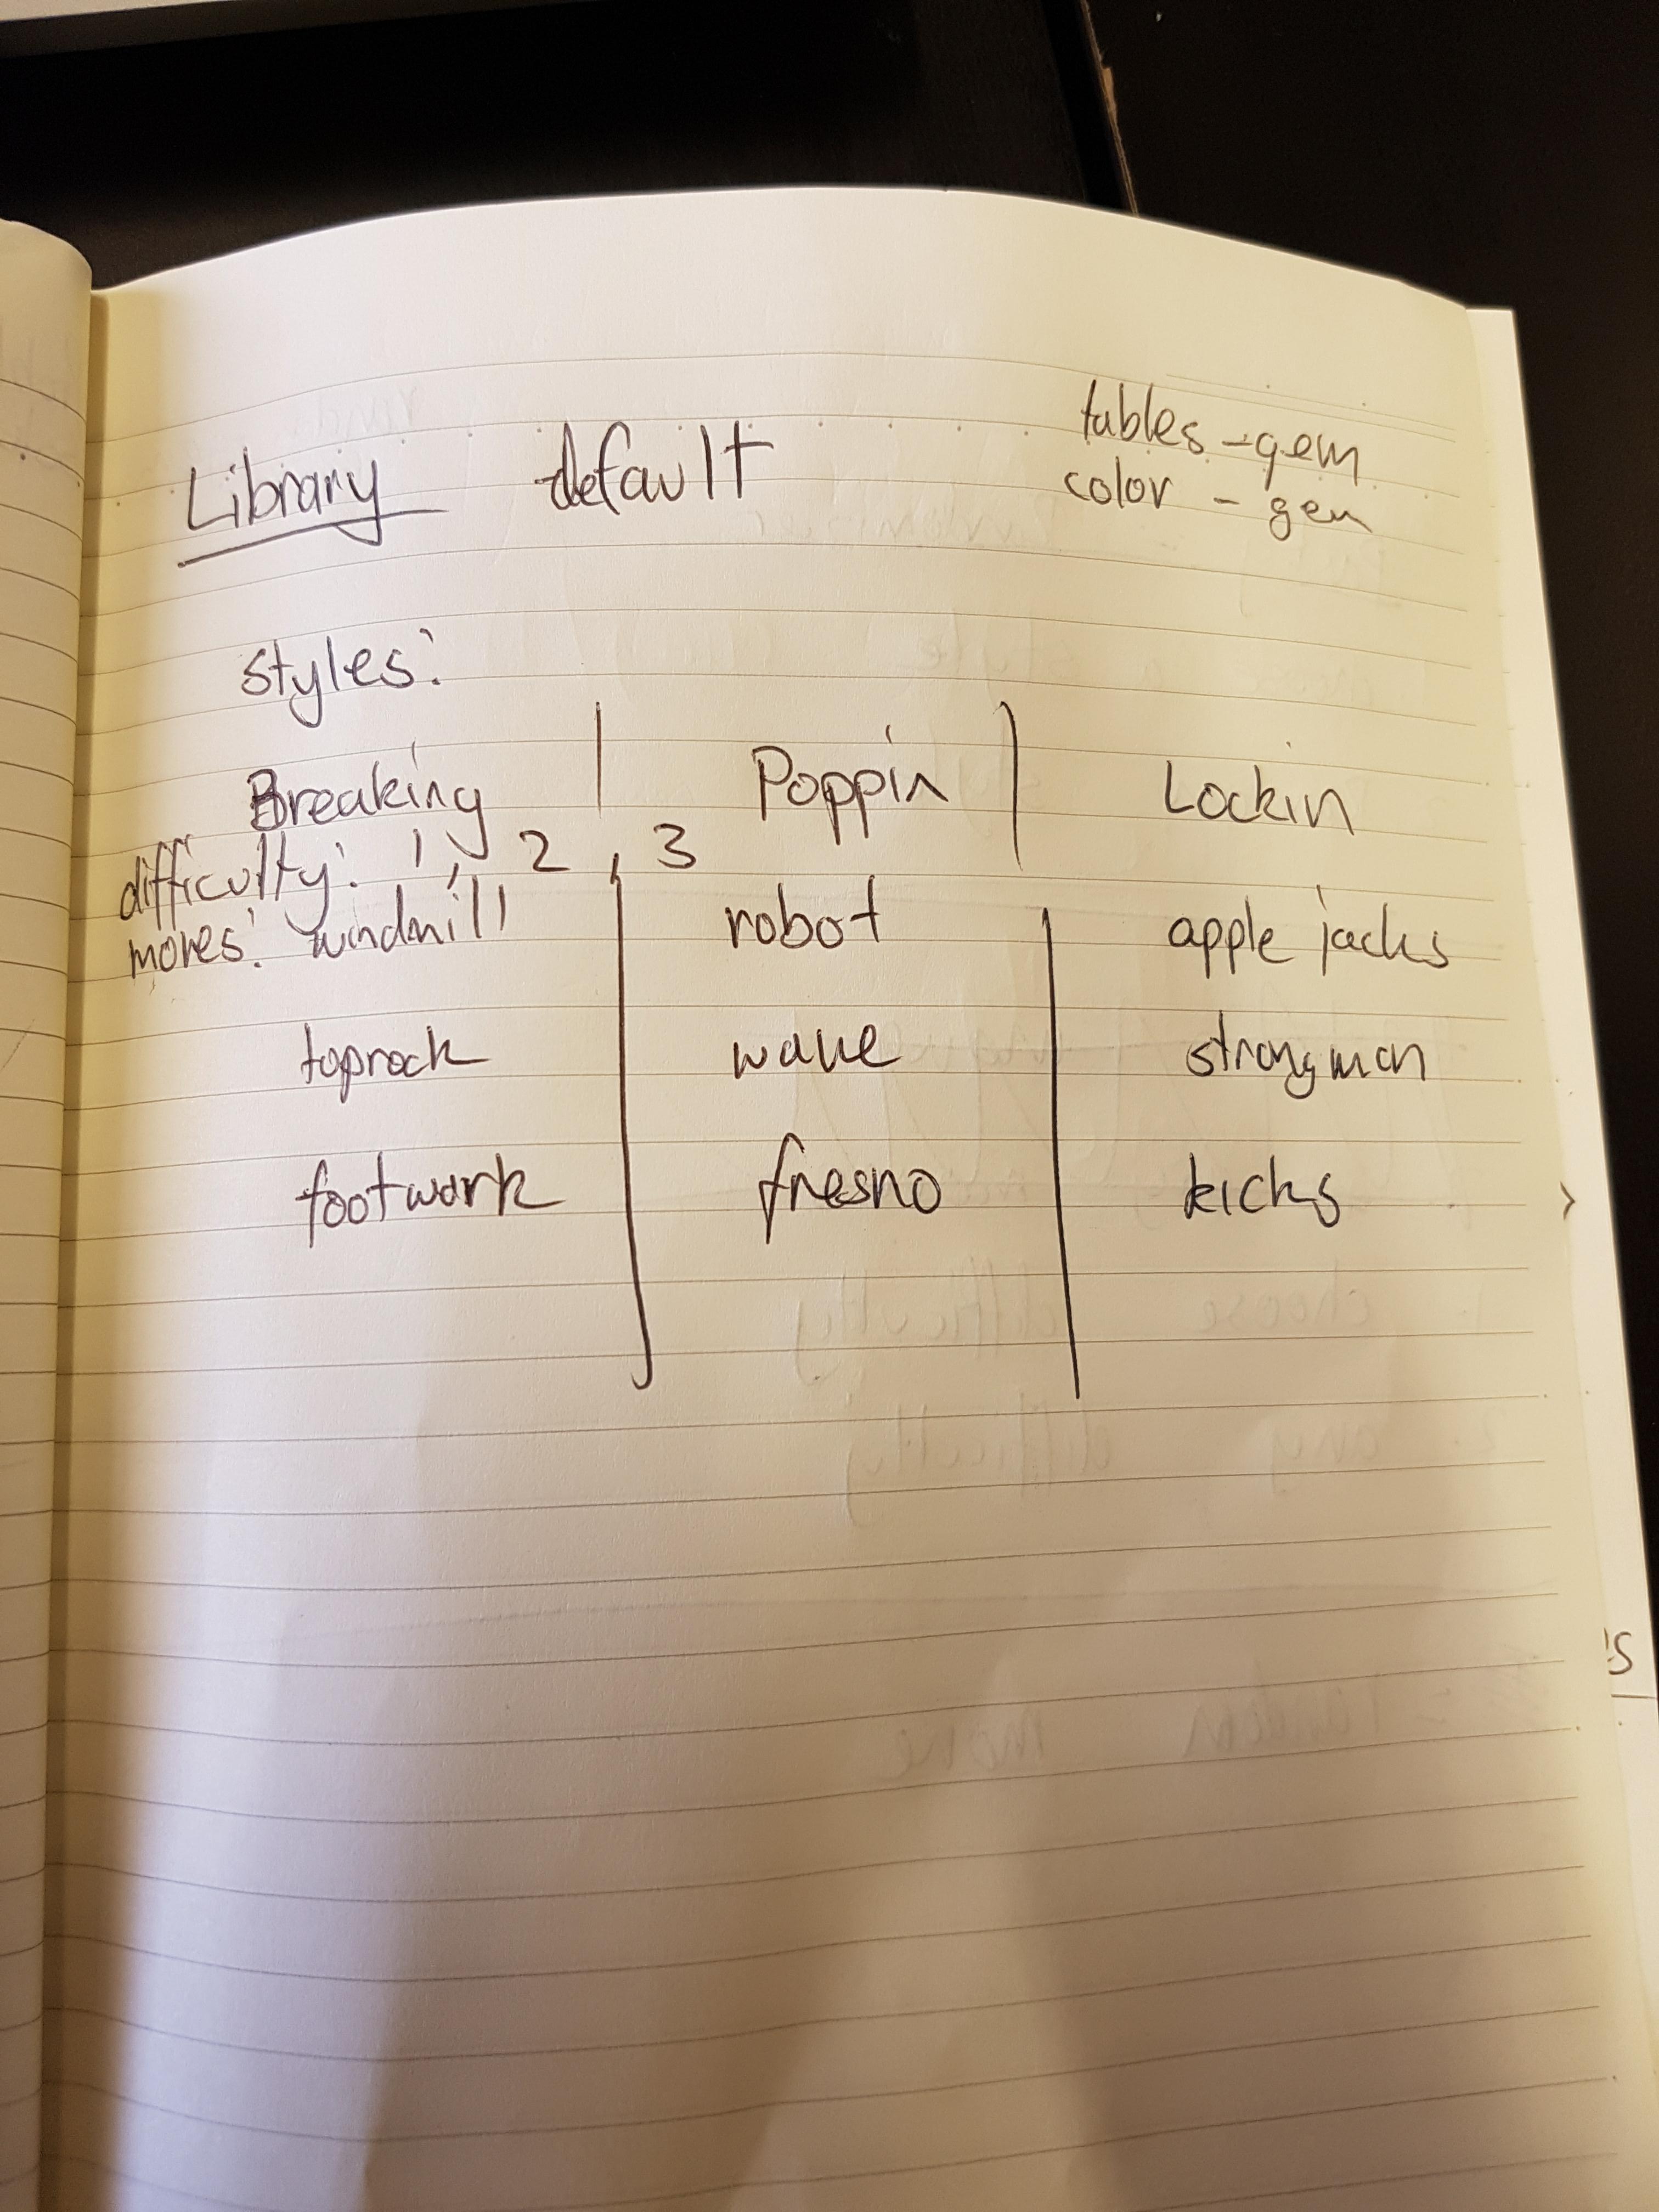 tables - gem
Library default
color - gem
styles:
Breaking | Poppin | Lockin
difficulty: 1, 2, 3
moves: windmill robot apple jacks
toprock wave strongman
footwork fresno kicks